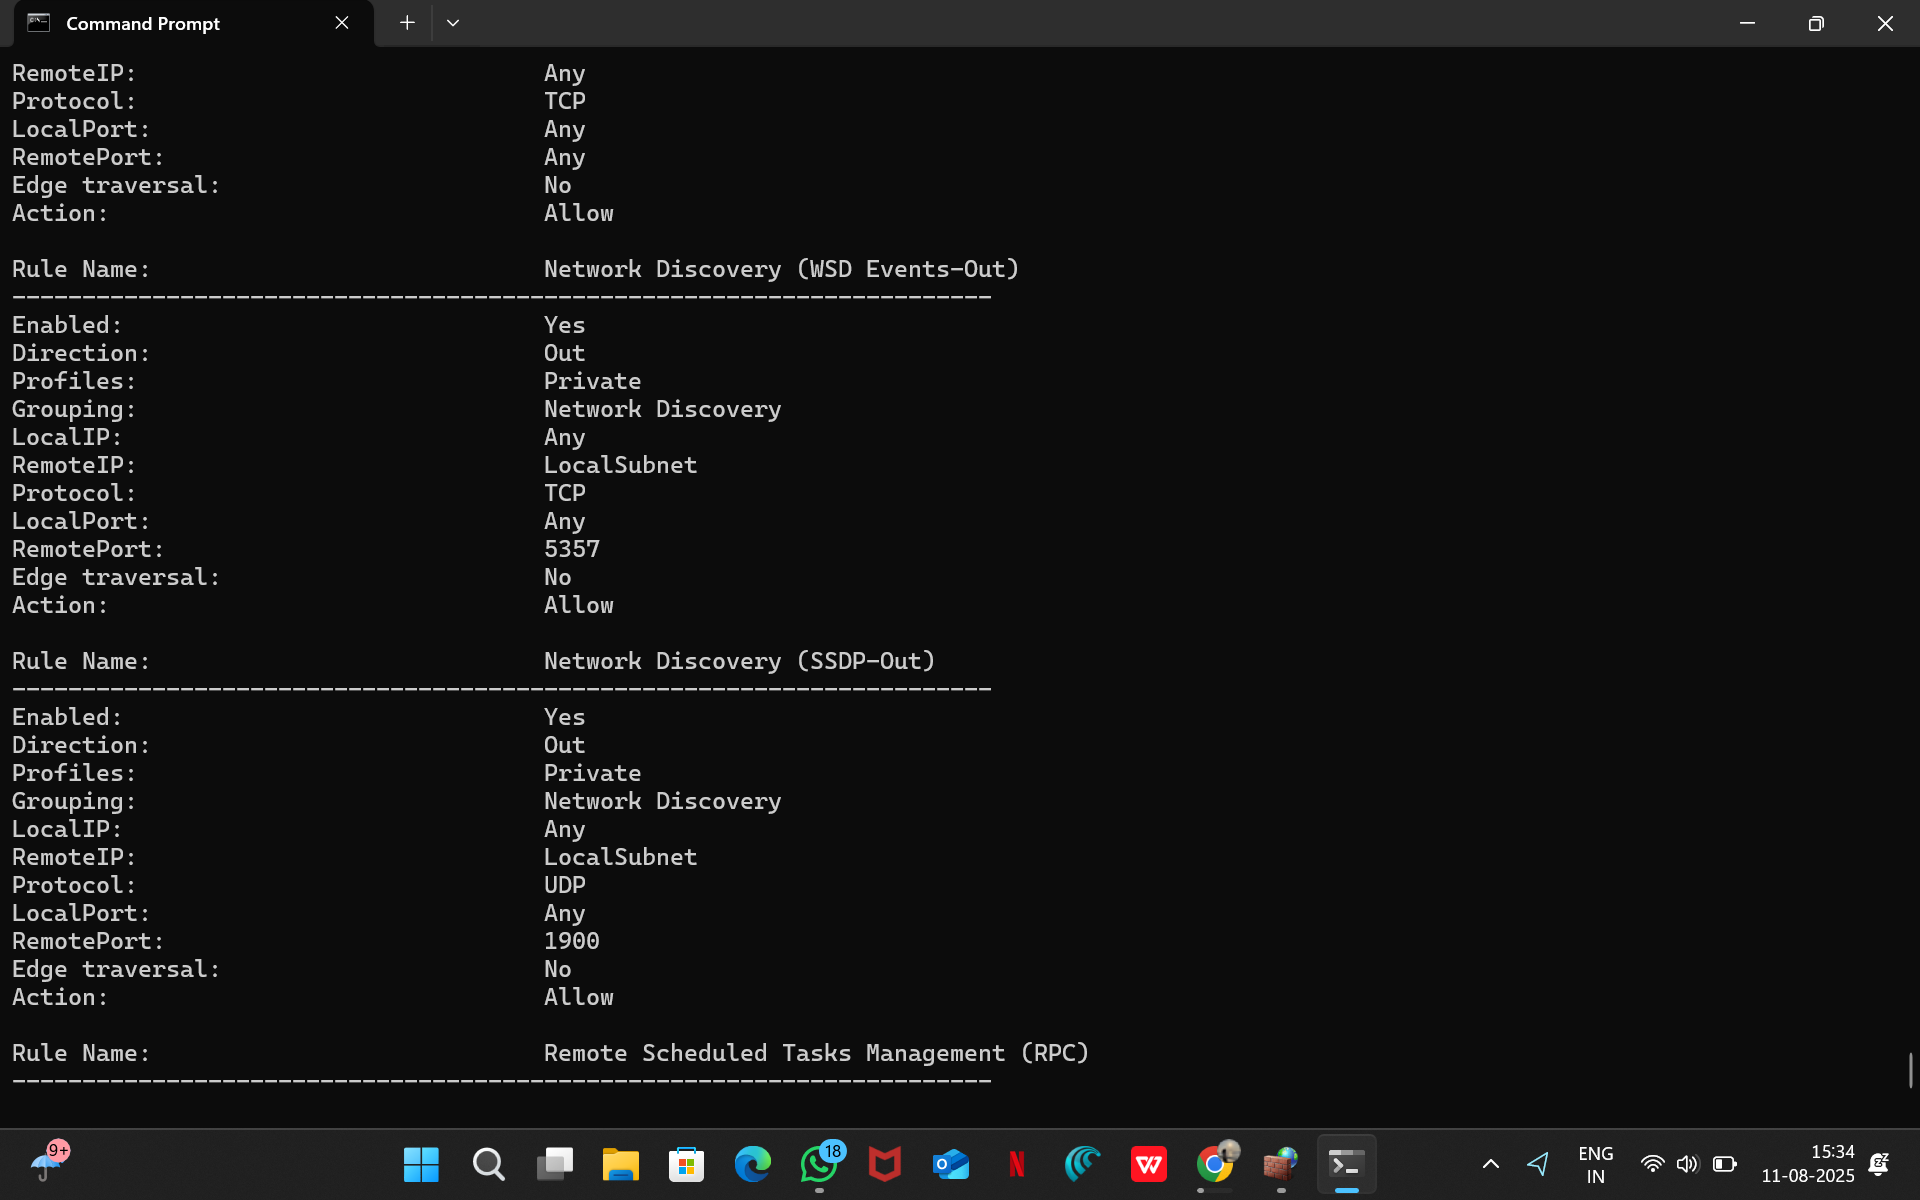 Command Prompt
RemoteIP: Any
Protocol: TCP
LocalPort: Any
RemotePort: Any
Edge traversal: No
Action: Allow
Rule Name: Network Discovery (WSD Events-Out)
----------------------------------------------------------------------
Enabled: Yes
Direction: Out
Profiles: Private
Grouping: Network Discovery
LocalIP: Any
RemoteIP: LocalSubnet
Protocol: TCP
LocalPort: Any
RemotePort: 5357
Edge traversal: No
Action: Allow
Rule Name: Network Discovery (SSDP-Out)
----------------------------------------------------------------------
Enabled: Yes
Direction: Out
Profiles: Private
Grouping: Network Discovery
LocalIP: Any
RemoteIP: LocalSubnet
Protocol: UDP
LocalPort: Any
RemotePort: 1900
Edge traversal: No
Action: Allow
Rule Name: Remote Scheduled Tasks Management (RPC)
----------------------------------------------------------------------
9+
18
ENG
IN
15:34
11-08-2025